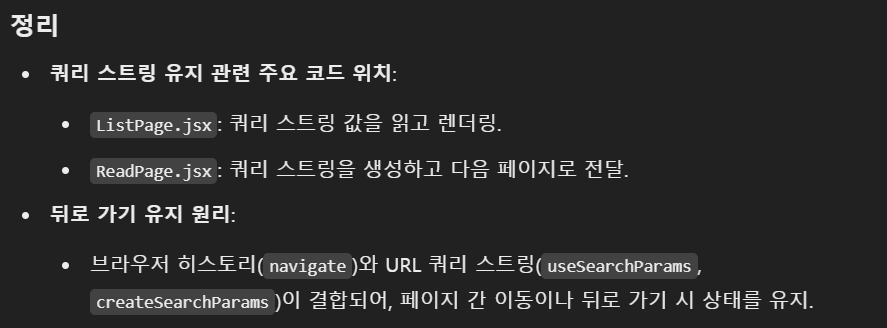 정리
쿼리 스트링 유지 관련 주요 코드 위치:
ListPage.jsx: 쿼리 스트링 값을 읽고 렌더링.
ReadPage.jsx: 쿼리 스트링을 생성하고 다음 페이지로 전달.
뒤로 가기 유지 원리:
브라우저 히스토리(navigate)와 URL 쿼리 스트링(useSearchParams,
createSearchParams)이 결합되어, 페이지 간 이동이나 뒤로 가기 시 상태를 유지.